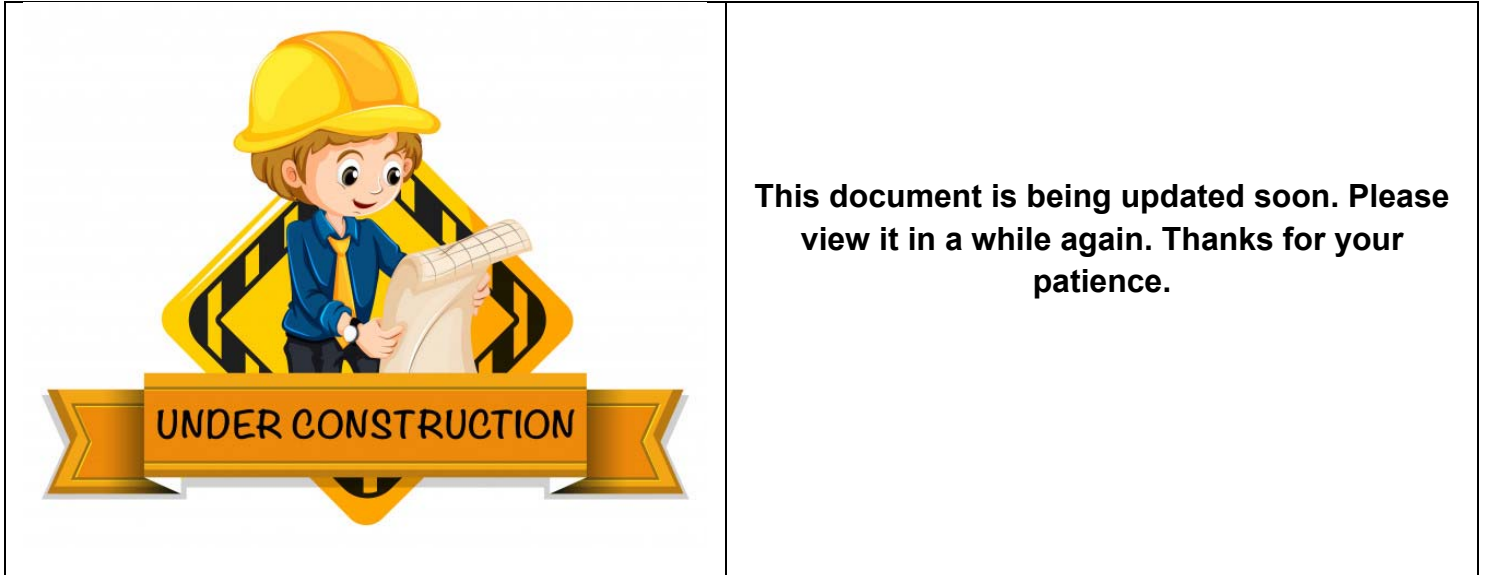 UNDER CONSTRUCTION
This document is being updated soon. Please
view it in a while again. Thanks for your
patience.